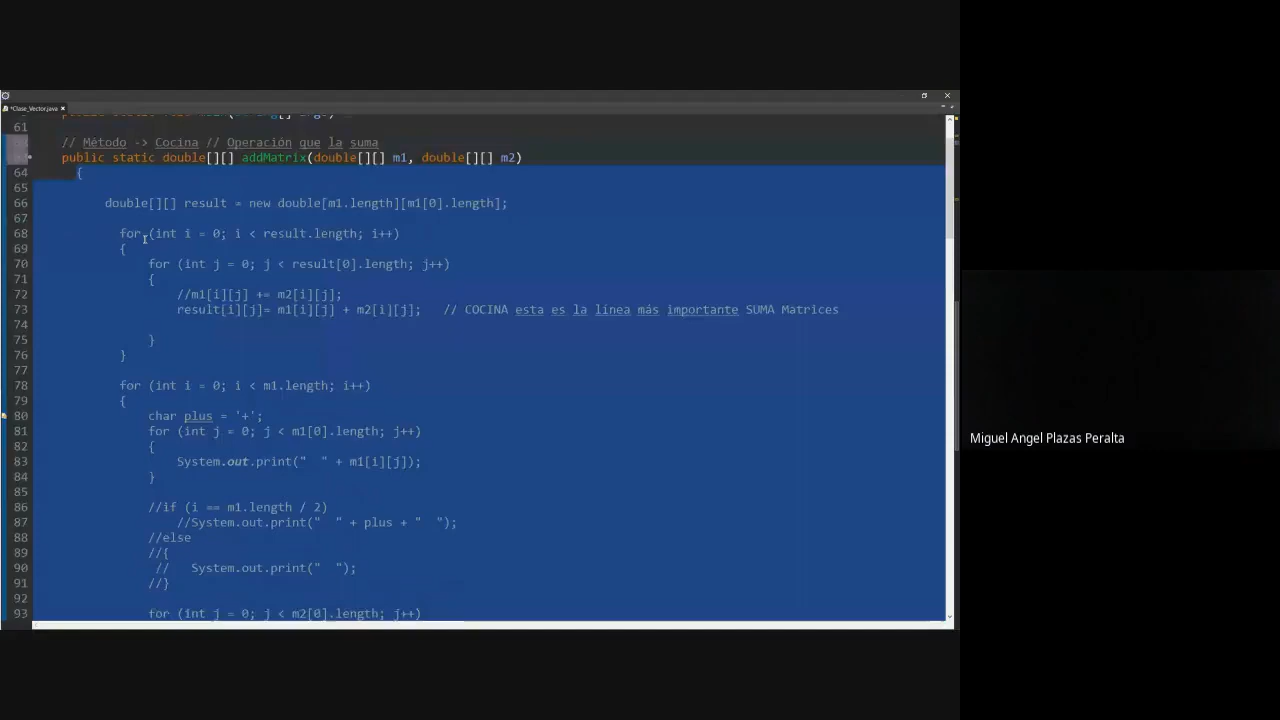 *Clase_Vector.java
61
// Método -> Cocina // Operación que la suma
public static double[][] addMatrix(double[][] m1, double[][] m2)
64 {
65
66 double[][] result = new double[m1.length][m1[0].length];
67
68 for (int i = 0; i < result.length; i++)
69 {
70 for (int j = 0; j < result[0].length; j++)
71 {
72 //m1[i][j] += m2[i][j];
73 result[i][j]= m1[i][j] + m2[i][j]; // COCINA esta es la línea más importante SUMA Matrices
74
75 }
76 }
77
78 for (int i = 0; i < m1.length; i++)
79 {
80 char plus = '+';
81 for (int j = 0; j < m1[0].length; j++)
82 {
83 System.out.print("  " + m1[i][j]);
84 }
85
86 //if (i == m1.length / 2)
87 //System.out.print("  " + plus + "  ");
88 //else
89 //{
90 //   System.out.print("  ");
91 //}
92
93 for (int j = 0; j < m2[0].length; j++)
Miguel Angel Plazas Peralta